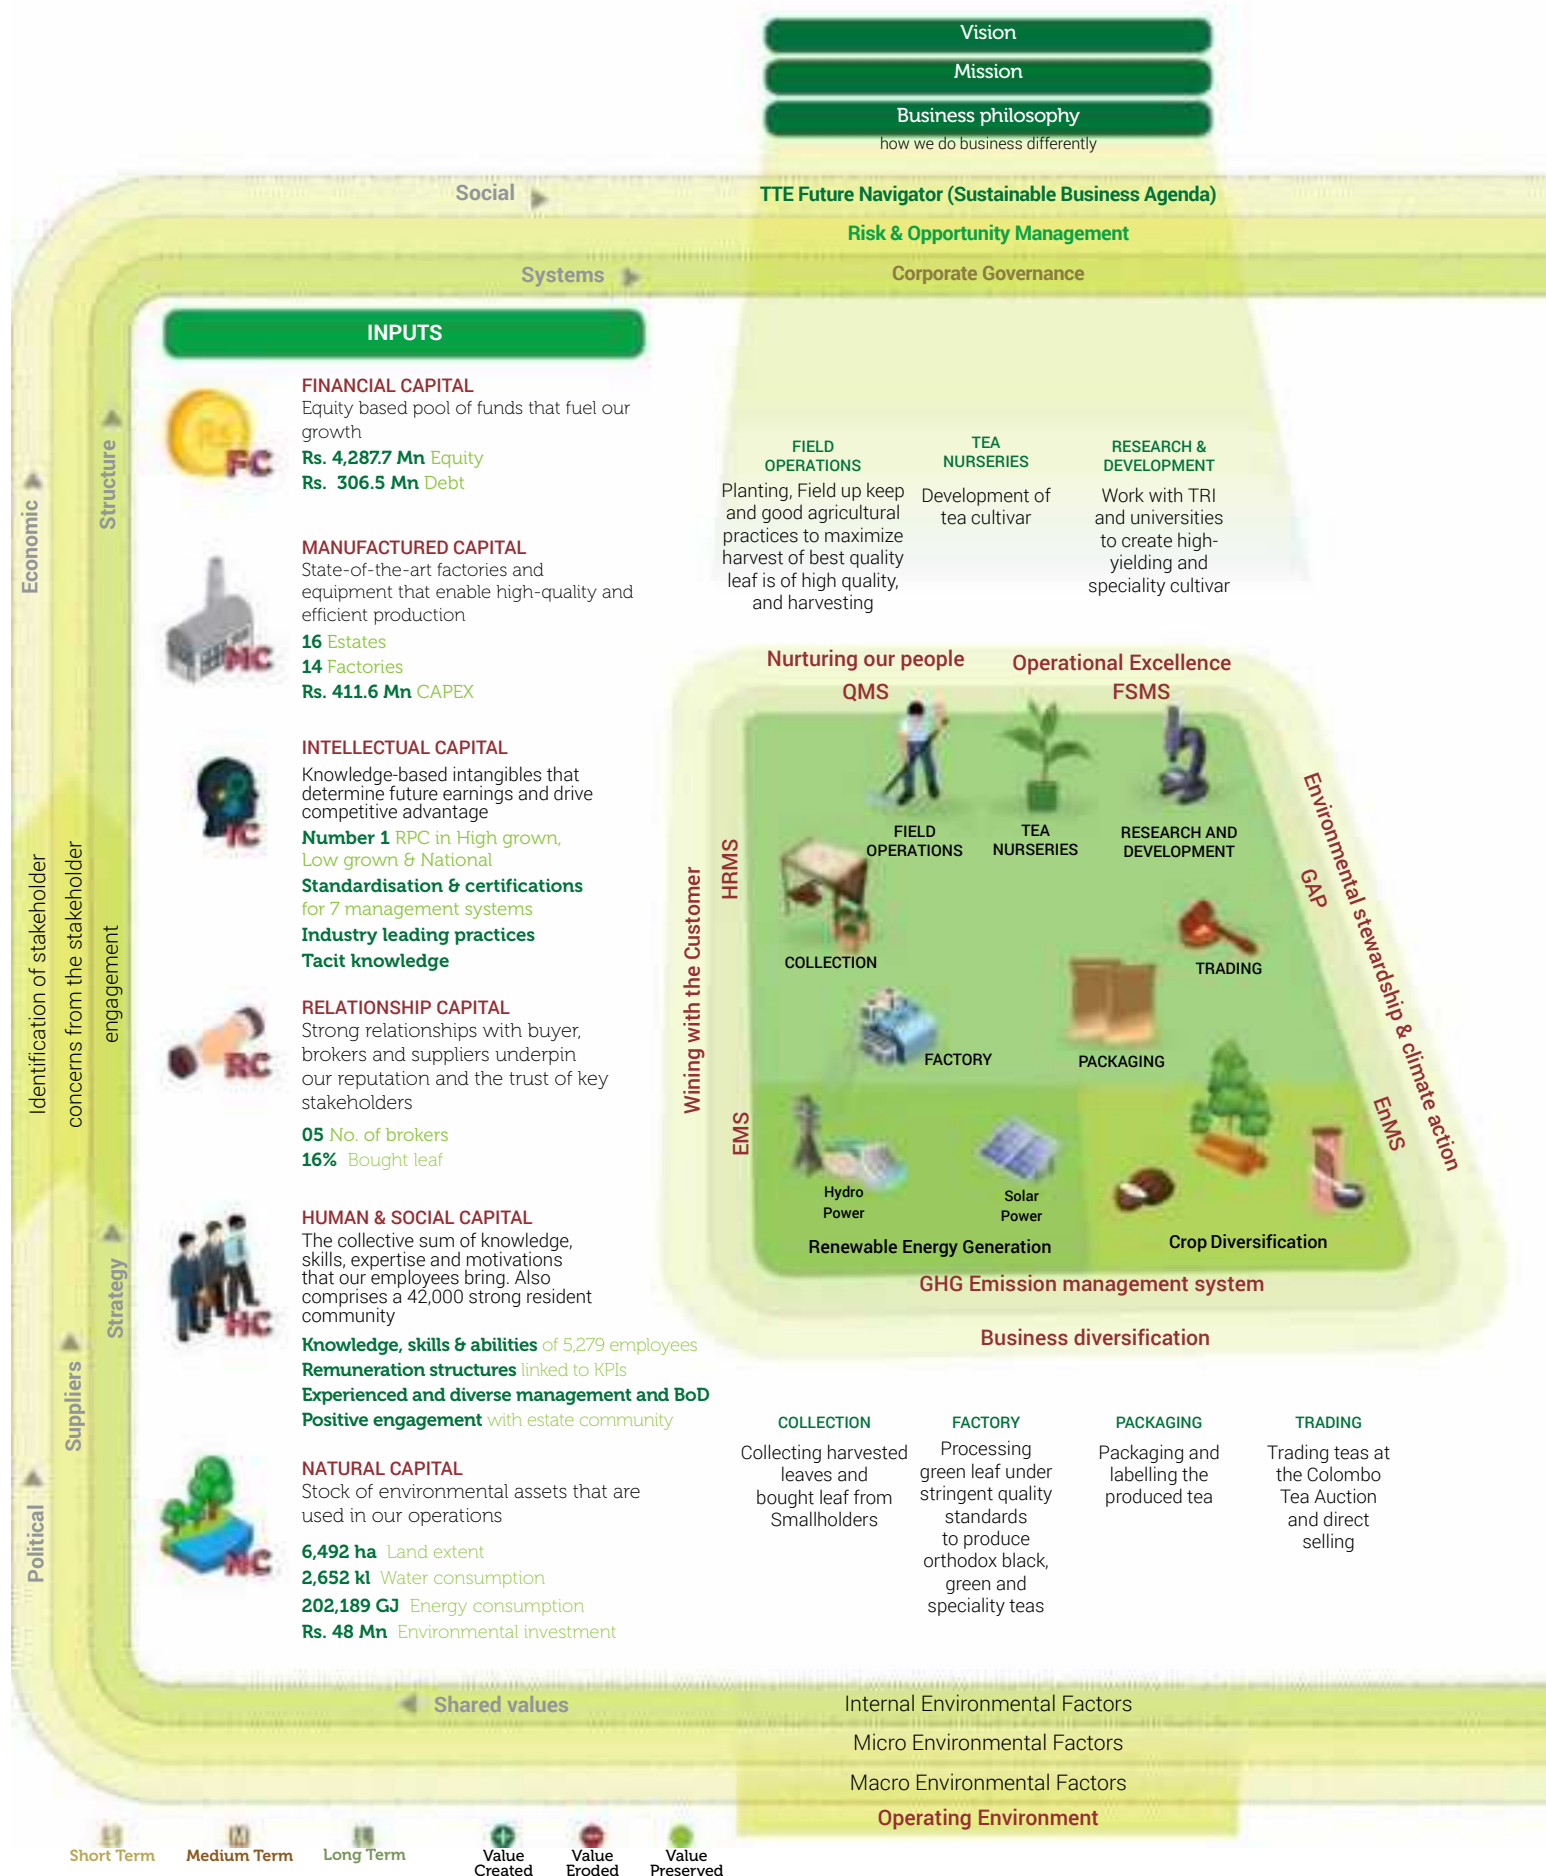 Vision
Mission
Business philosophy
how we do business differently
Social
TTE Future Navigator (Sustainable Business Agenda)
Risk & Opportunity Management
Systems
Corporate Governance
INPUTS
FINANCIAL CAPITAL
Equity based pool of funds that fuel our
growth
Rs. 4,287.7 Mn Equity
Rs. 306.5 Mn Debt
FC
MANUFACTURED CAPITAL
State-of-the-art factories and
equipment that enable high-quality and
efficient production
16 Estates
14 Factories
Rs. 411.6 Mn CAPEX
MC
INTELLECTUAL CAPITAL
Knowledge-based intangibles that
determine future earnings and drive
competitive advantage
Number 1 RPC in High grown,
Low grown & National
Standardisation & certifications
for 7 management systems
Industry leading practices
Tacit knowledge
IC
RELATIONSHIP CAPITAL
Strong relationships with buyer,
brokers and suppliers underpin
our reputation and the trust of key
stakeholders
05 No. of brokers
16% Bought leaf
RC
HUMAN & SOCIAL CAPITAL
The collective sum of knowledge,
skills, expertise and motivations
that our employees bring. Also
comprises a 42,000 strong resident
community
Knowledge, skills & abilities of 5,279 employees
Remuneration structures linked to KPIs
Experienced and diverse management and BoD
Positive engagement with estate community
HC
NATURAL CAPITAL
Stock of environmental assets that are
used in our operations
6,492 ha Land extent
2,652 kl Water consumption
202,189 GJ Energy consumption
Rs. 48 Mn Environmental investment
NC
Economic
Structure
Identification of stakeholder
concerns from the stakeholder
engagement
Strategy
Suppliers
Political
FIELD
OPERATIONS
Planting, Field up keep
and good agricultural
practices to maximize
harvest of best quality
leaf is of high quality,
and harvesting
TEA
NURSERIES
Development of
tea cultivar
RESEARCH &
DEVELOPMENT
Work with TRI
and universities
to create high-
yielding and
speciality cultivar
Nurturing our people
Operational Excellence
QMS
FSMS
Wining with the Customer
HRMS
EMS
Environmental stewardship & climate action
GAP
EnMS
FIELD
OPERATIONS
TEA
NURSERIES
RESEARCH AND
DEVELOPMENT
COLLECTION
TRADING
FACTORY
PACKAGING
Hydro
Power
Solar
Power
Renewable Energy Generation
Crop Diversification
GHG Emission management system
Business diversification
COLLECTION
Collecting harvested
leaves and
bought leaf from
Smallholders
FACTORY
Processing
green leaf under
stringent quality
standards
to produce
orthodox black,
green and
speciality teas
PACKAGING
Packaging and
labelling the
produced tea
TRADING
Trading teas at
the Colombo
Tea Auction
and direct
selling
Shared values
Internal Environmental Factors
Micro Environmental Factors
Macro Environmental Factors
Operating Environment
Short Term
M
Medium Term
Long Term
Value
Created
Value
Eroded
Value
Preserved